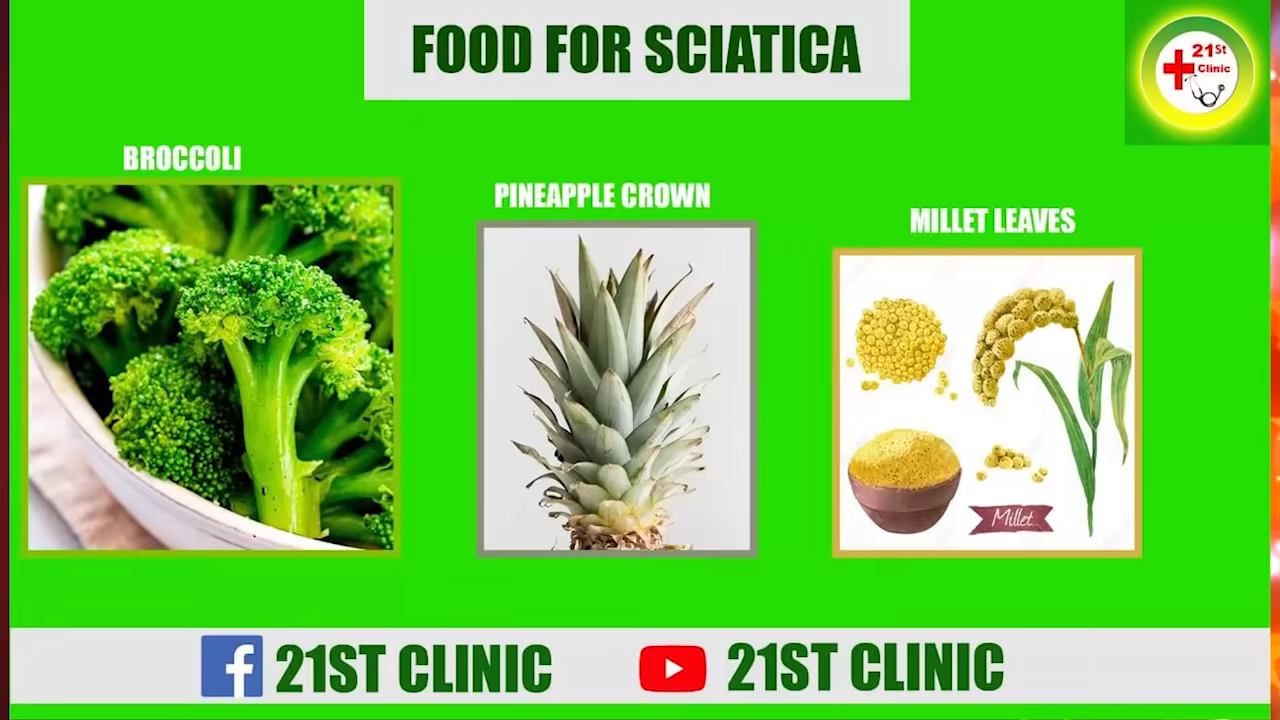 FOOD FOR SCIATICA
21St
Clinic
BROCCOLI
PINEAPPLE CROWN
MILLET LEAVES
Millet
21ST CLINIC
21ST CLINIC